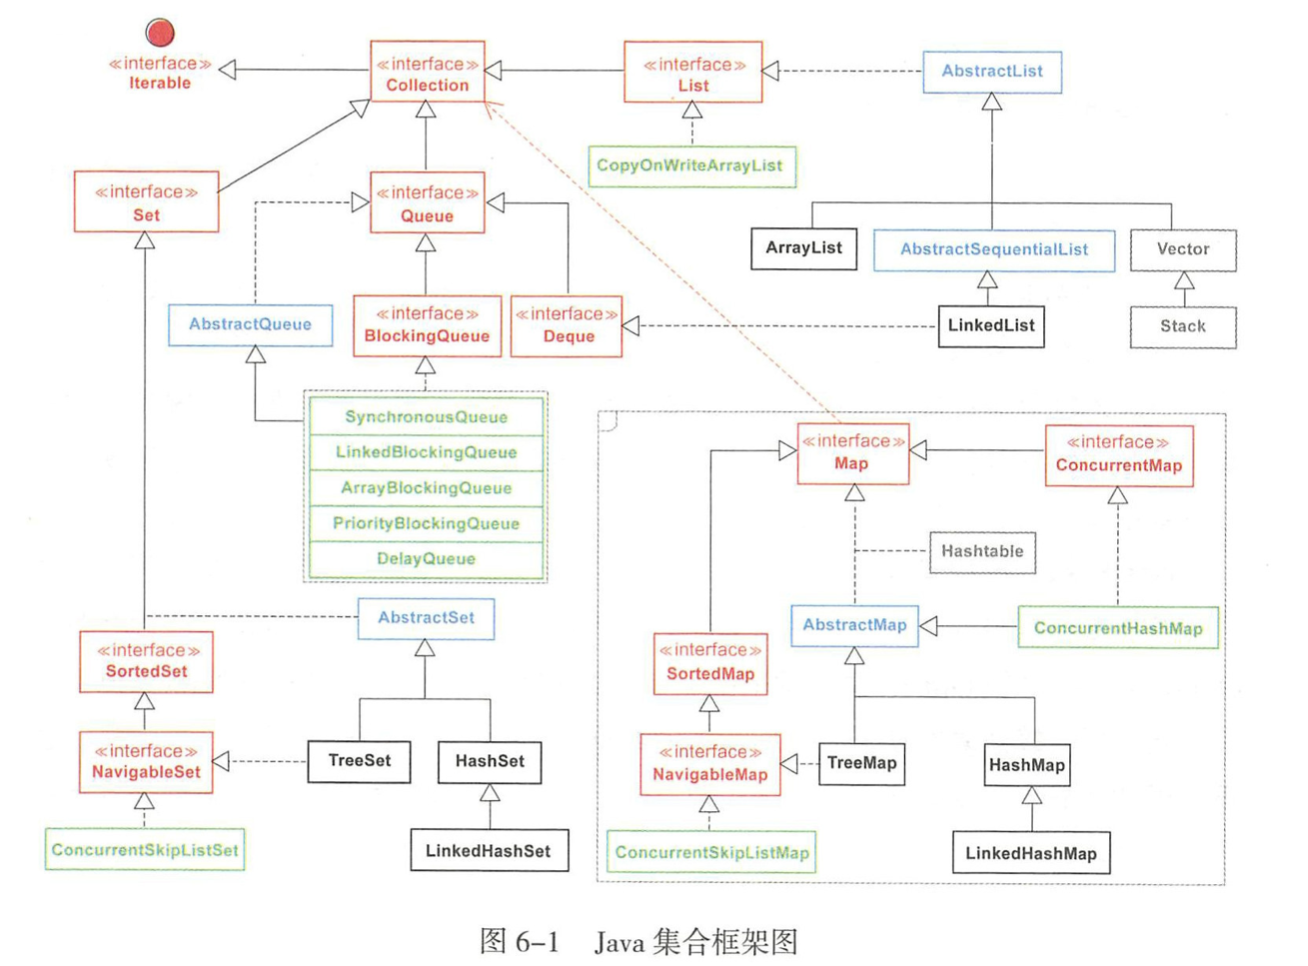 ≪interface≫
Iterable
≪interface≫
Collection
≪interface≫
List
AbstractList
CopyOnWriteArrayList
≪interface≫
Set
≪interface≫
Queue
ArrayList
AbstractSequentialList
Vector
AbstractQueue
≪interface≫
BlockingQueue
≪interface≫
Deque
LinkedList
Stack
SynchronousQueue
LinkedBlockingQueue
ArrayBlockingQueue
PriorityBlockingQueue
DelayQueue
≪interface≫
Map
≪interface≫
ConcurrentMap
Hashtable
AbstractSet
AbstractMap
ConcurrentHashMap
≪interface≫
SortedSet
≪interface≫
SortedMap
≪interface≫
NavigableSet
TreeSet
HashSet
≪interface≫
NavigableMap
TreeMap
HashMap
ConcurrentSkipListSet
LinkedHashSet
ConcurrentSkipListMap
LinkedHashMap
图 6-1 Java 集合框架图